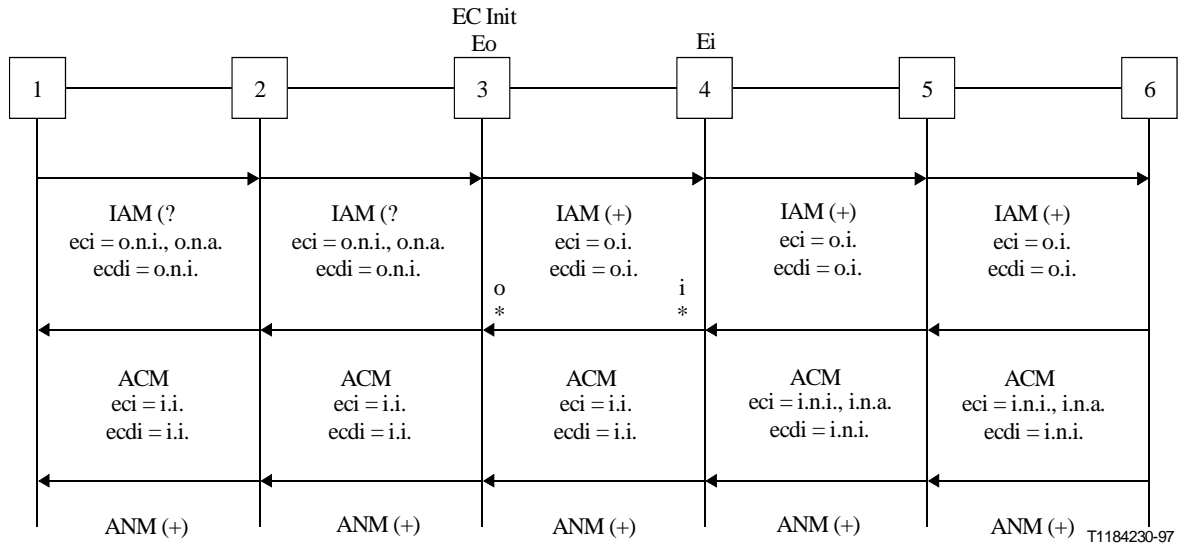 EC Init
Eo
Ei
1
2
3
4
5
6
IAM (?
eci = o.n.i., o.n.a.
ecdi = o.n.i.
IAM (?
eci = o.n.i., o.n.a.
ecdi = o.n.i.
IAM (+)
eci = o.i.
ecdi = o.i.
IAM (+)
eci = o.i.
ecdi = o.i.
IAM (+)
eci = o.i.
ecdi = o.i.
o
*
i
*
ACM
eci = i.i.
ecdi = i.i.
ACM
eci = i.i.
ecdi = i.i.
ACM
eci = i.i.
ecdi = i.i.
ACM
eci = i.n.i., i.n.a.
ecdi = i.n.i.
ACM
eci = i.n.i., i.n.a.
ecdi = i.n.i.
ANM (+)
ANM (+)
ANM (+)
ANM (+)
ANM (+)
T1184230-97